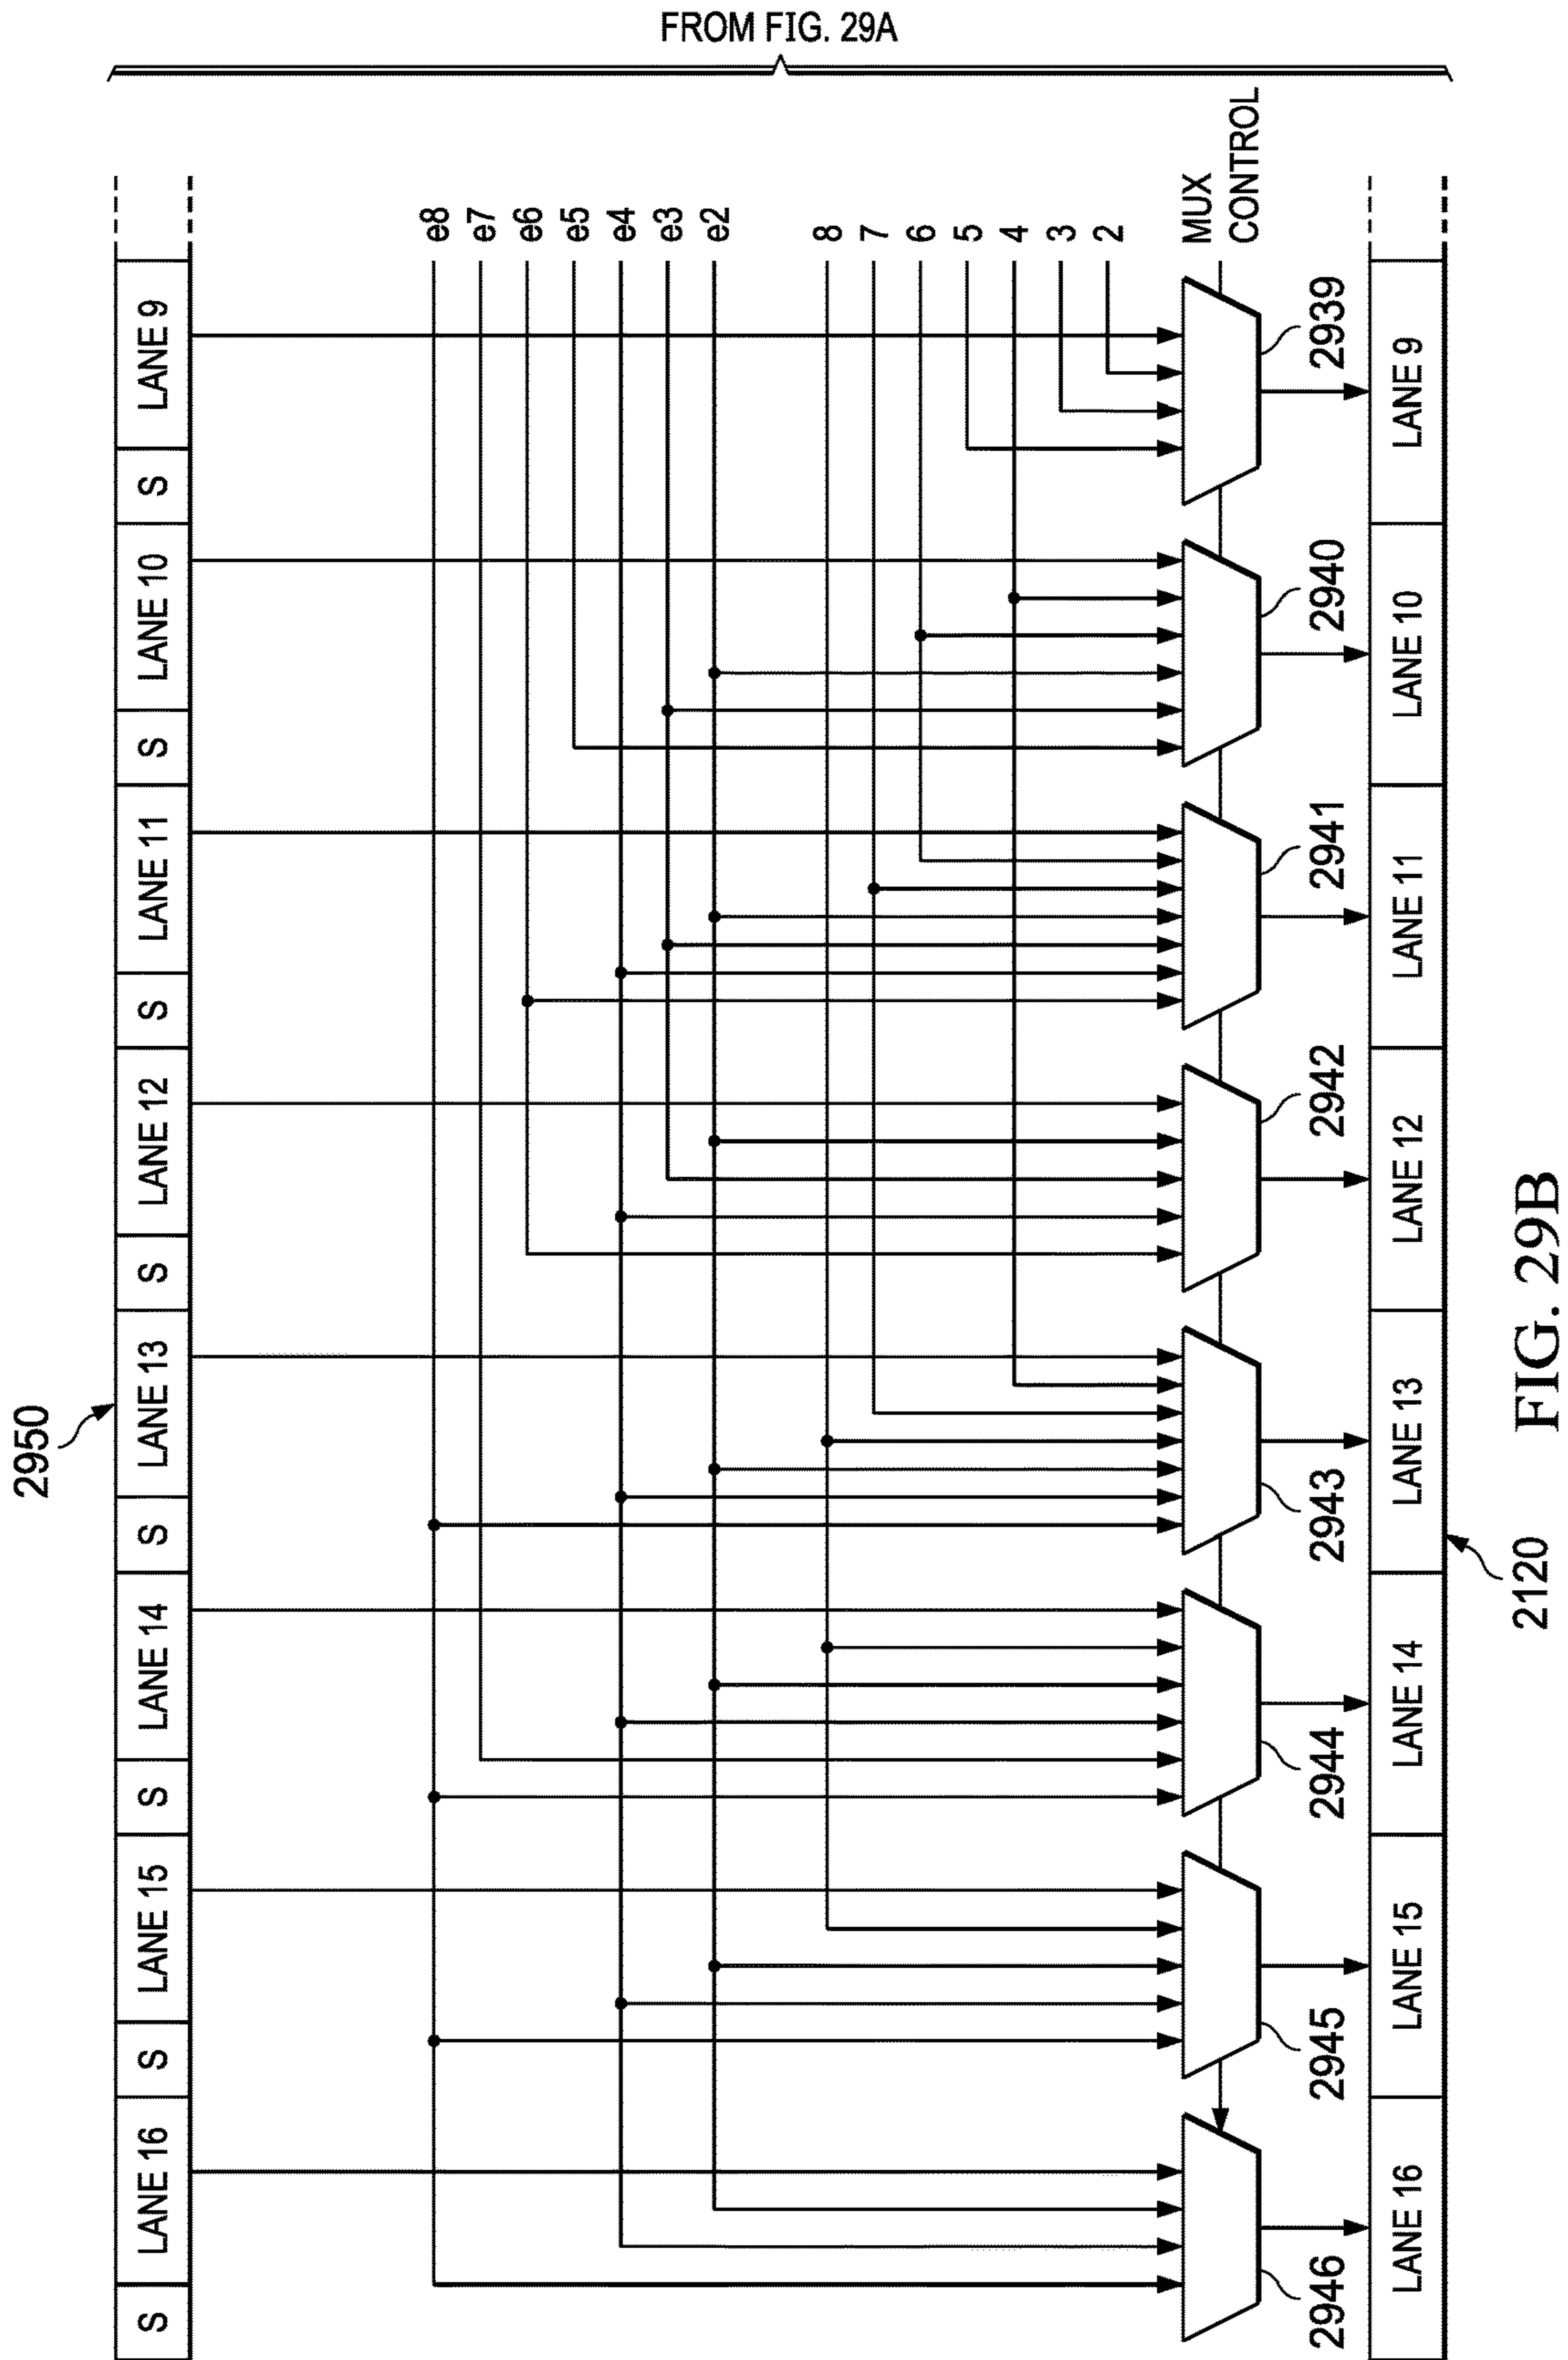 FROM FIG. 29A
2950
S
LANE 16
S
LANE 15
S
LANE 14
S
LANE 13
S
LANE 12
S
LANE 11
S
LANE 10
S
LANE 9
e8
e7
e6
e5
e4
e3
e2
8
7
6
5
4
3
2
MUX
CONTROL
2946
2945
2944
2943
2942
2941
2940
2939
LANE 16
LANE 15
LANE 14
LANE 13
LANE 12
LANE 11
LANE 10
LANE 9
2120
FIG. 29B